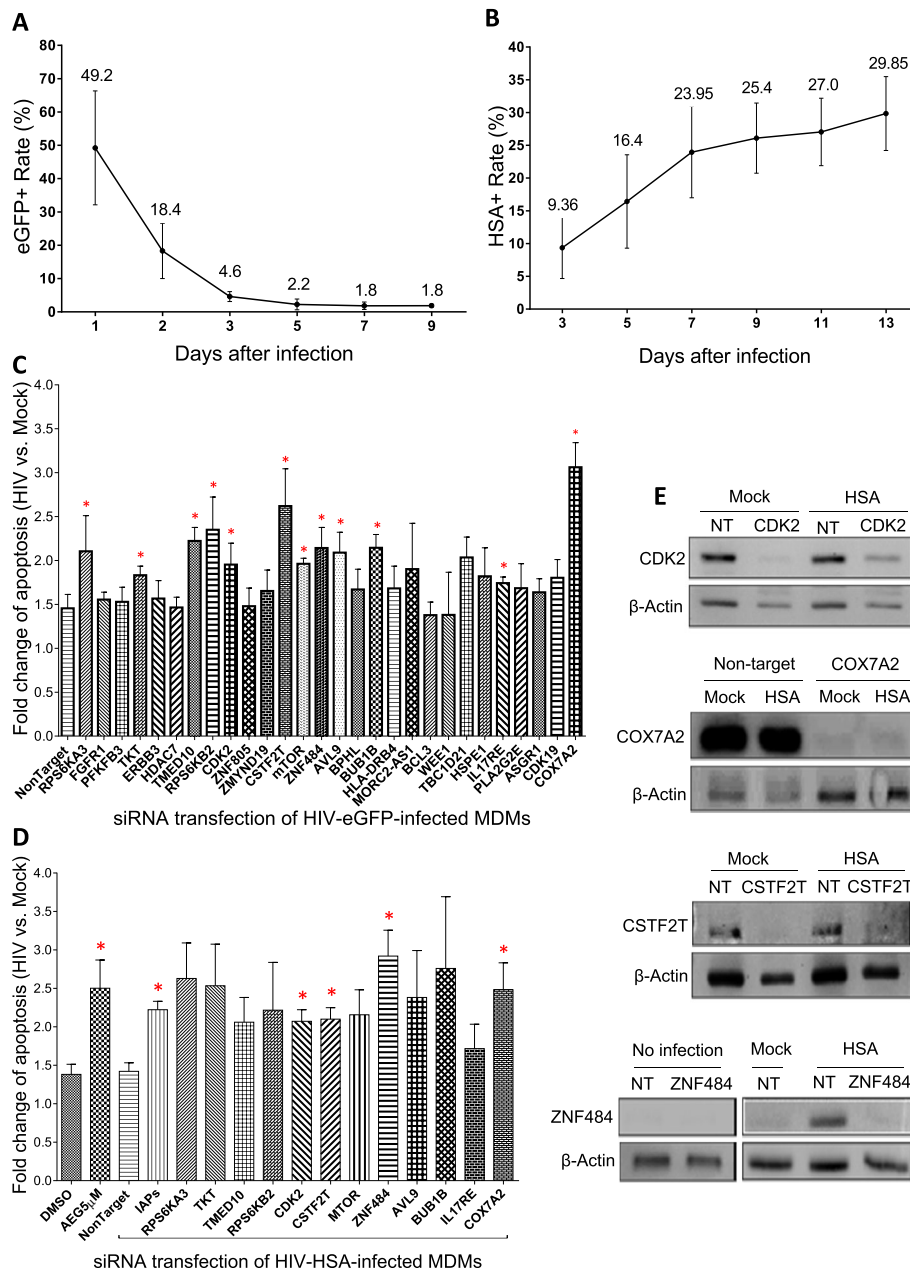 A
eGFP+ Rate (%)
80
70
60
50
40
30
20
10
0
49.2
18.4
4.6
2.2
1.8
1.8
1 2 3 5 7 9
Days after infection
B
HSA+ Rate (%)
40
35
30
25
20
15
10
5
0
9.36
16.4
23.95
25.4
27.0
29.85
3 5 7 9 11 13
Days after infection
C
Fold change of apoptosis (HIV vs. Mock)
4.0
3.5
3.0
2.5
2.0
1.5
1.0
0.5
0.0
* * * * * * * * * * * *
NonTarget
RPS6KA3
FGFR1
PFKFB3
TKT
ERBB3
HDAC7
TMED10
RPS6KB2
CDK2
ZNF805
ZMYND19
CSTF2T
mTOR
ZNF484
AVL9
BPHL
BUB1B
HLA-DRB4
MORC2-AS1
BCL3
WEE1
TBC1D21
HSPE1
IL17RE
PLA2G2E
ASGR1
CDK19
COX7A2
siRNA transfection of HIV-eGFP-infected MDMs
D
Fold change of apoptosis (HIV vs. Mock)
4.0
3.5
3.0
2.5
2.0
1.5
1.0
0.5
0.0
* * * * * *
DMSO
AEG5μM
NonTarget
IAPs
RPS6KA3
TKT
TMED10
RPS6KB2
CDK2
CSTF2T
MTOR
ZNF484
AVL9
BUB1B
IL17RE
COX7A2
siRNA transfection of HIV-HSA-infected MDMs
E
Mock HSA
NT CDK2 NT CDK2
CDK2
β-Actin
Non-target COX7A2
Mock HSA Mock HSA
COX7A2
β-Actin
Mock HSA
NT CSTF2T NT CSTF2T
CSTF2T
β-Actin
No infection Mock HSA
NT ZNF484 NT NT ZNF484
ZNF484
β-Actin